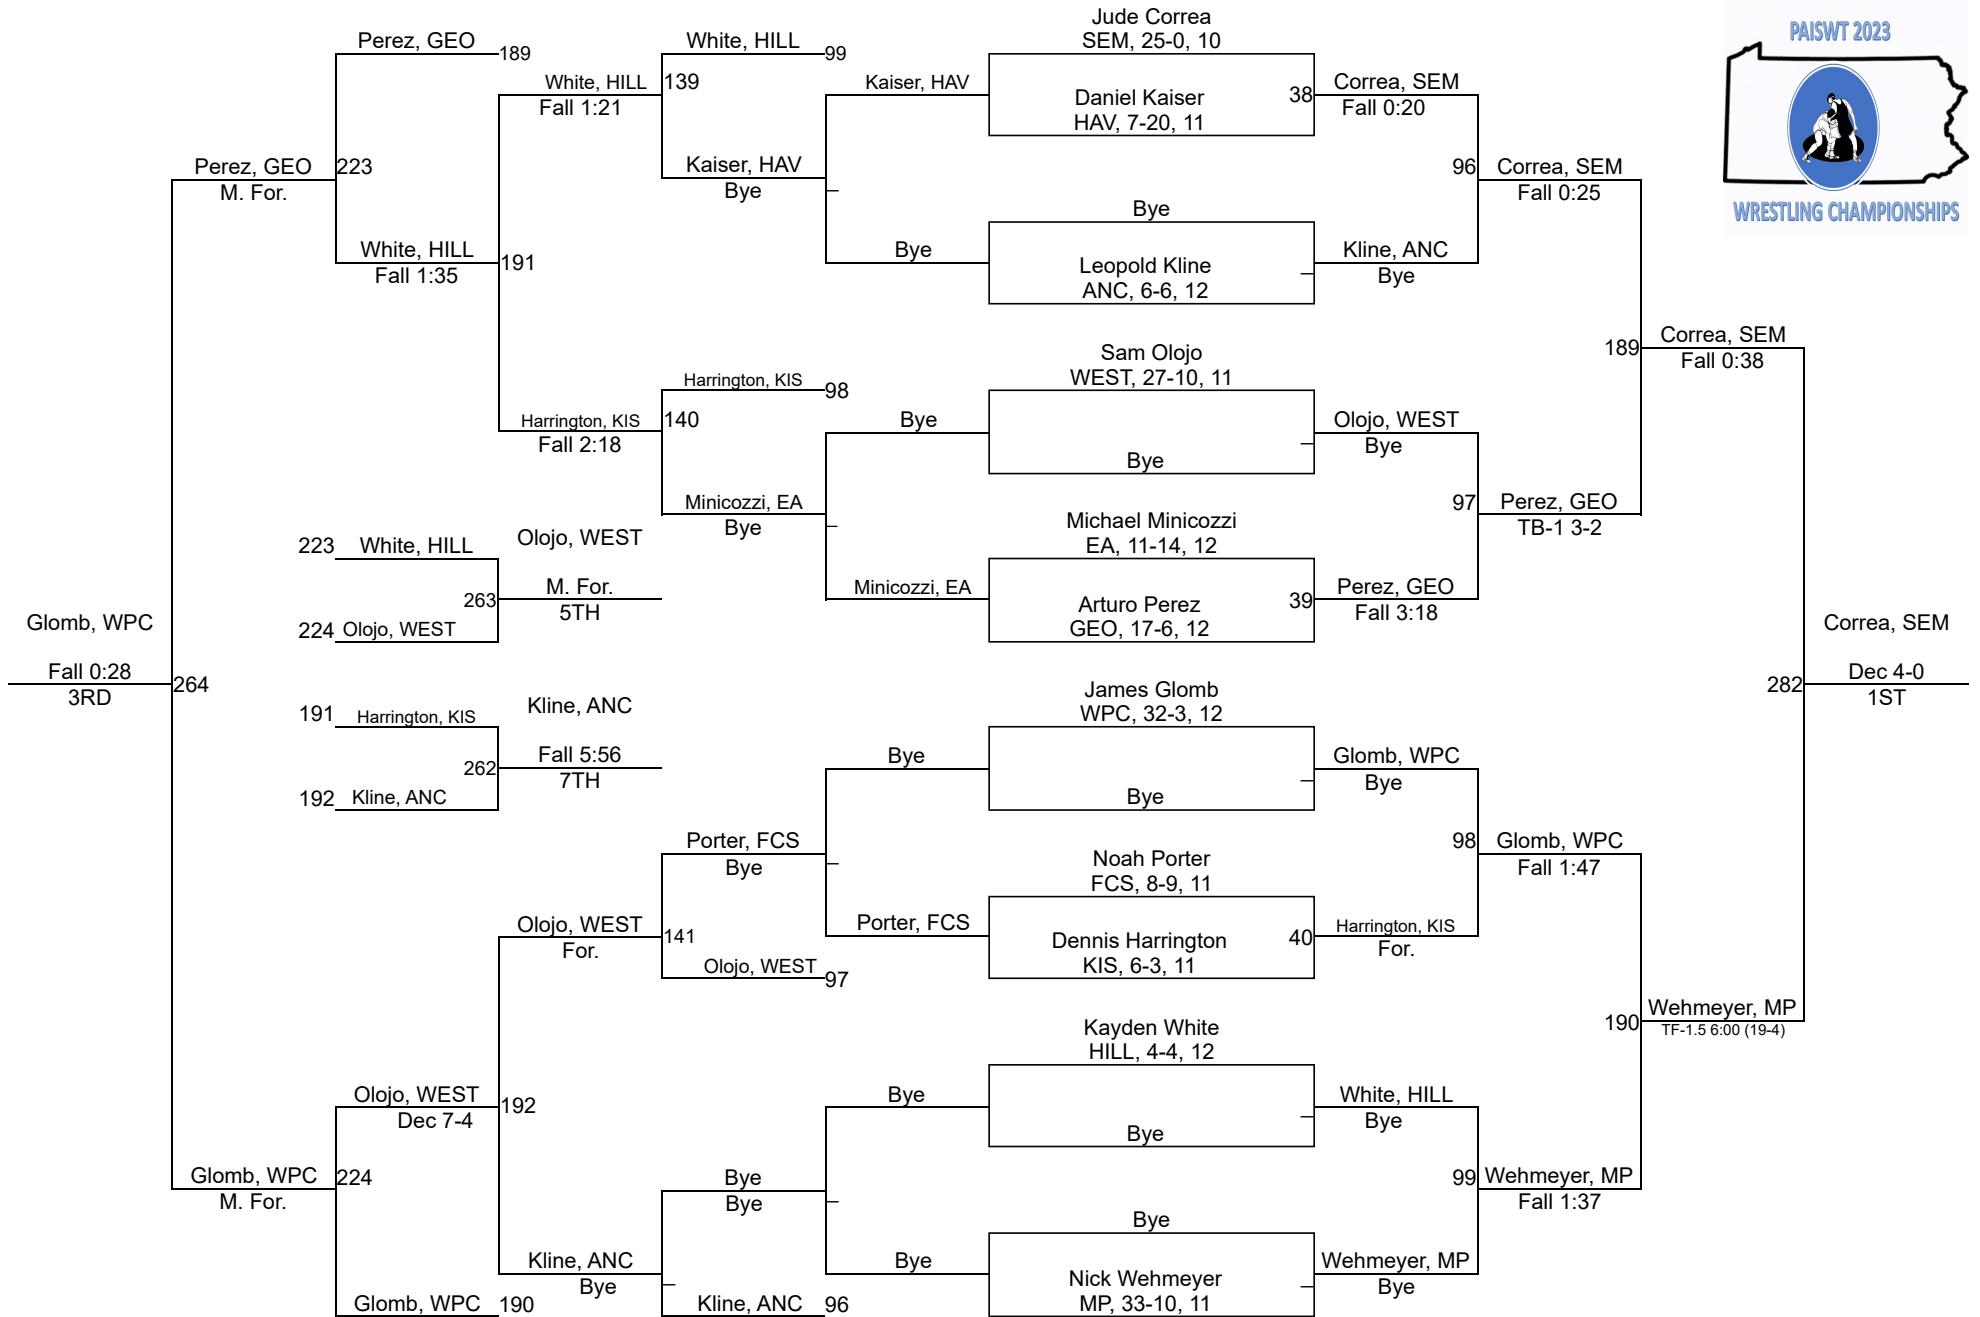 Jude Correa
SEM, 25-0, 10
PAISWT 2023
Perez, GEO
189
White, HILL
99
White, HILL
139
Fall 1:21
Kaiser, HAV
Daniel Kaiser
HAV, 7-20, 11
38
Correa, SEM
Fall 0:20
Perez, GEO
223
M. For.
Kaiser, HAV
Bye
96
Correa, SEM
Fall 0:25
WRESTLING CHAMPIONSHIPS
Bye
White, HILL
191
Fall 1:35
Bye
Leopold Kline
ANC, 6-6, 12
Kline, ANC
Bye
Sam Olojo
WEST, 27-10, 11
189
Correa, SEM
Fall 0:38
Harrington, KIS
98
Harrington, KIS
140
Fall 2:18
Bye
Bye
Olojo, WEST
Bye
Minicozzi, EA
Bye
97
Perez, GEO
TB-1 3-2
Michael Minicozzi
EA, 11-14, 12
223
White, HILL
Olojo, WEST
263
M. For.
5TH
224
Olojo, WEST
Minicozzi, EA
Arturo Perez
GEO, 17-6, 12
39
Perez, GEO
Fall 3:18
Glomb, WPC
Fall 0:28
3RD
264
Correa, SEM
282
Dec 4-0
1ST
James Glomb
WPC, 32-3, 12
191
Harrington, KIS
Kline, ANC
262
Fall 5:56
7TH
192
Kline, ANC
Bye
Bye
Glomb, WPC
Bye
Porter, FCS
Bye
98
Glomb, WPC
Fall 1:47
Noah Porter
FCS, 8-9, 11
Olojo, WEST
141
For.
Porter, FCS
Dennis Harrington
KIS, 6-3, 11
40
Harrington, KIS
For.
Olojo, WEST
97
190
Wehmeyer, MP
TF-1.5 6:00 (19-4)
Kayden White
HILL, 4-4, 12
Olojo, WEST
192
Dec 7-4
Bye
Bye
White, HILL
Bye
Glomb, WPC
224
M. For.
Bye
Bye
99
Wehmeyer, MP
Fall 1:37
Bye
Kline, ANC
Bye
Bye
Nick Wehmeyer
MP, 33-10, 11
Wehmeyer, MP
Bye
Glomb, WPC
190
Kline, ANC
96